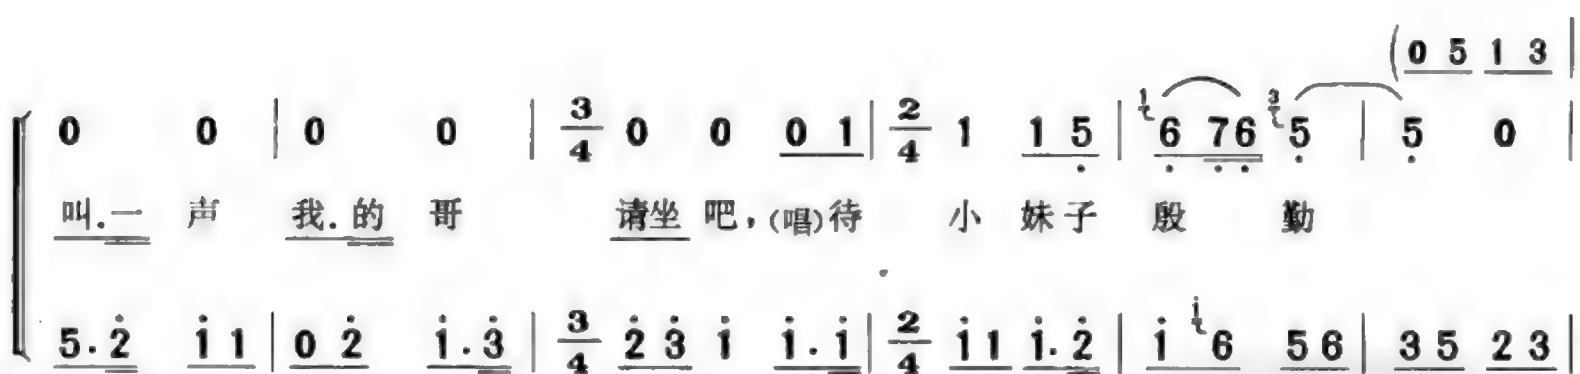 (0 5 1 3
0 0 | 0 0 | 3/4 0 0 0 1 | 2/4 1 1 5̣ | 6̣ 7̣6̣ 5̣ | 5̣ 0 |
叫.一 声 我.的 哥 请坐 吧，(唱)待 小 妹子 殷 勤
5.2̇ 1̇1 | 0 2̇ 1̇.3̇ | 3/4 2̇3̇ 1̇ 1̇.1̇ | 2/4 1̇1 1̇.2̇ | 1̇ 6 5 6 | 3 5 2 3 |